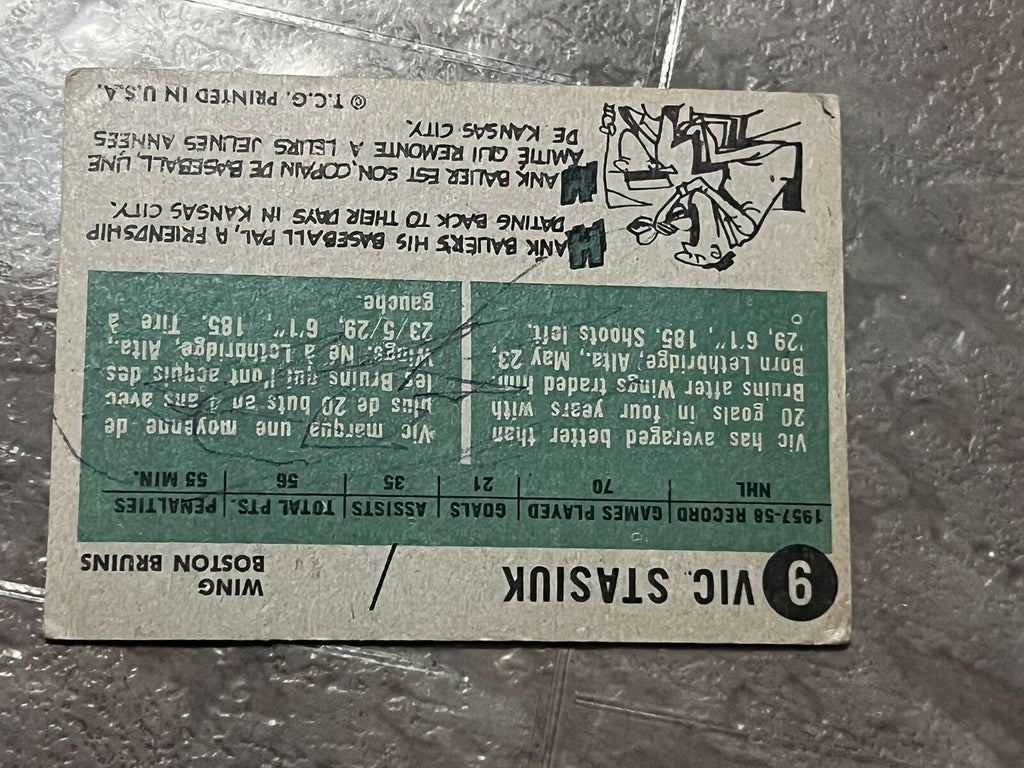 9 VIC STASIUK
WING
BOSTON BRUINS
1957-58 RECORD GAMES PLAYED GOALS ASSISTS TOTAL PTS. PENALTIES
NHL 70 21 35 56 55 MIN.
Vic has averaged better than
20 goals in four years with
Bruins after Wings traded him.
Born Lethbridge, Alta., May 23,
'29, 6'1", 185. Shoots left.
Vic marqua une moyenne de
plus de 20 buts en 4 ans avec
les Bruins qui l'ont acquis des
Wings. Né à Lethbridge, Alta.,
23/5/29, 6'1", 185. Tire à
gauche.
HANK BAUER'S HIS BASEBALL PAL, A FRIENDSHIP
DATING BACK TO THEIR DAYS IN KANSAS CITY.
HANK BAUER EST SON COPAIN DE BASEBALL, UNE
AMITIÉ QUI REMONTE A LEURS JEUNES ANNÉES
DE KANSAS CITY.
© T.C.G. PRINTED IN U.S.A.